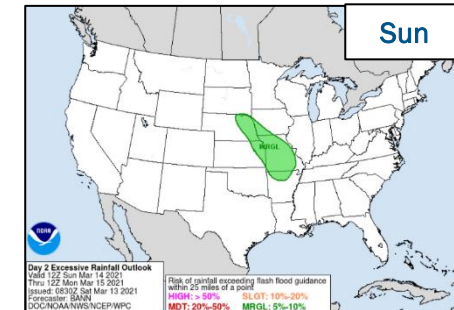 Sun
MRGL
NOAA
Day 2 Excessive Rainfall Outlook
Valid 12Z Sun Mar 14 2021
Thru 12Z Mon Mar 15 2021
Issued: 0830Z Sat Mar 13 2021
Forecaster: BANN
DOC/NOAA/NWS/NCEP/WPC
Risk of rainfall exceeding flash flood guidance
within 25 miles of a point
HIGH: > 50% SLGT: 10%-20%
MDT: 20%-50% MRGL: 5%-10%